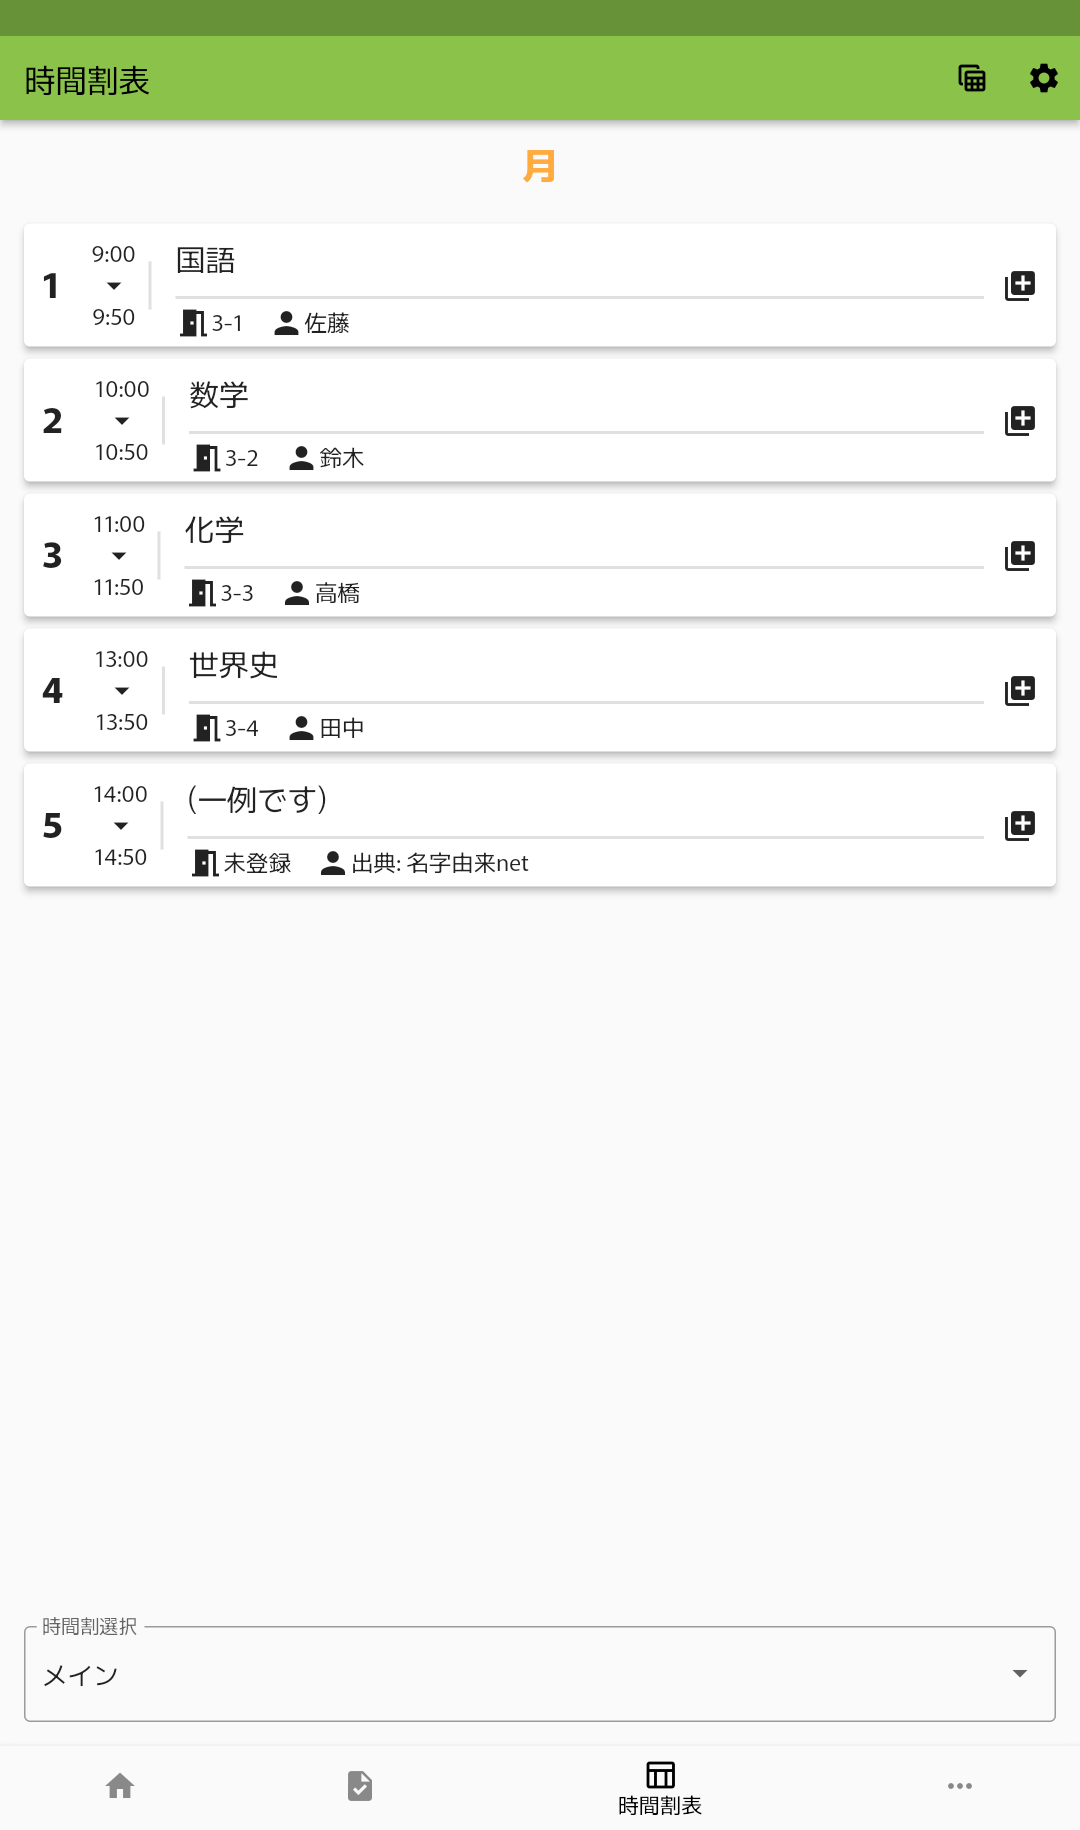 時間割表
月
1
9:00
9:50
国語
3-1 佐藤
2
10:00
10:50
数学
3-2 鈴木
3
11:00
11:50
化学
3-3 高橋
4
13:00
13:50
世界史
3-4 田中
5
14:00
14:50
(一例です)
未登録 出典: 名字由来net
時間割選択
メイン
時間割表